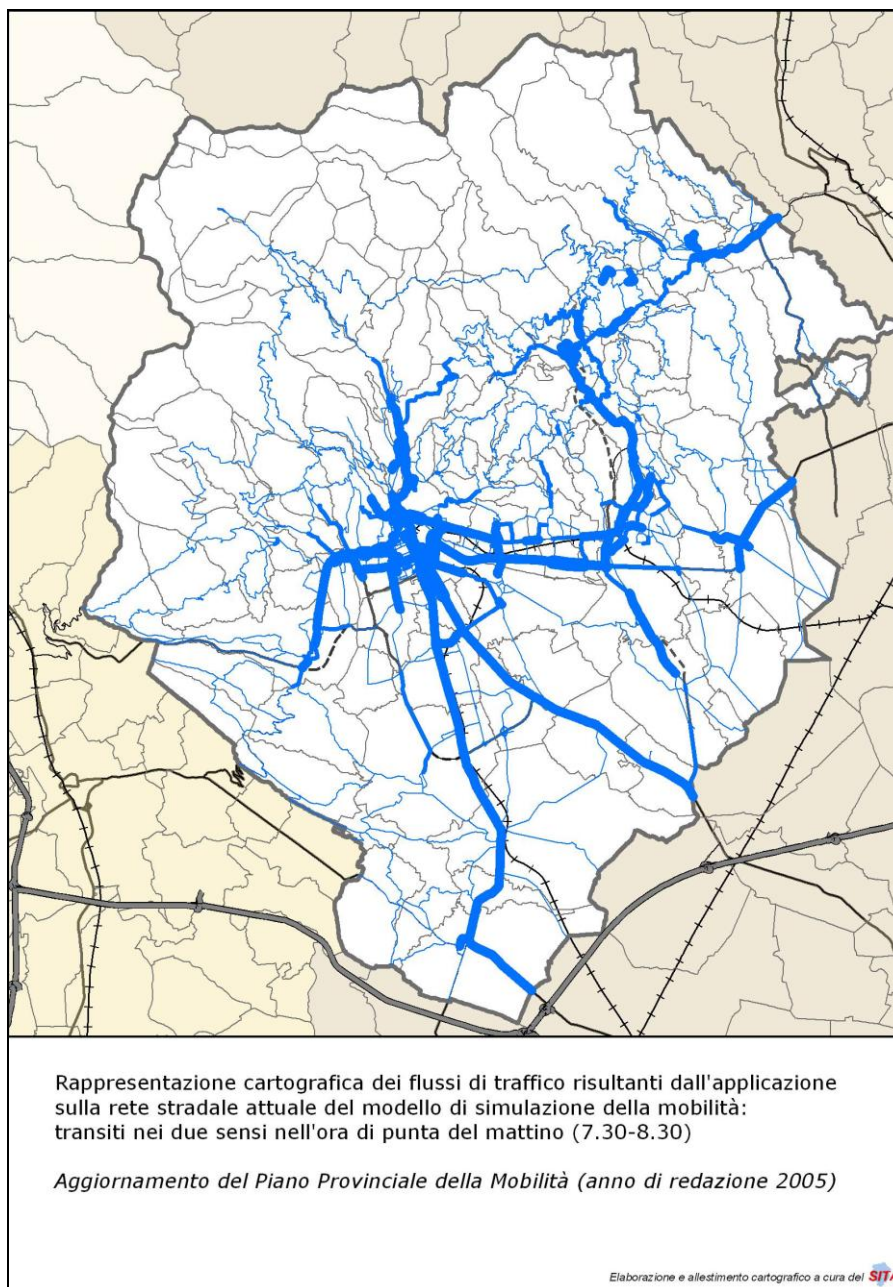 Rappresentazione cartografica dei flussi di traffico risultanti dall'applicazione
sulla rete stradale attuale del modello di simulazione della mobilità:
transiti nei due sensi nell'ora di punta del mattino (7.30-8.30)
Aggiornamento del Piano Provinciale della Mobilità (anno di redazione 2005)
Elaborazione e allestimento cartografico a cura del